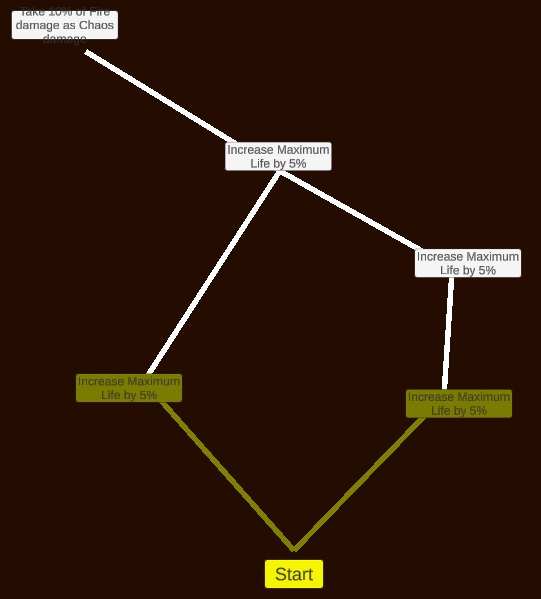 Take 10% of Fire
damage as Chaos
damage
Increase Maximum
Life by 5%
Increase Maximum
Life by 5%
Increase Maximum
Life by 5%
Increase Maximum
Life by 5%
Start